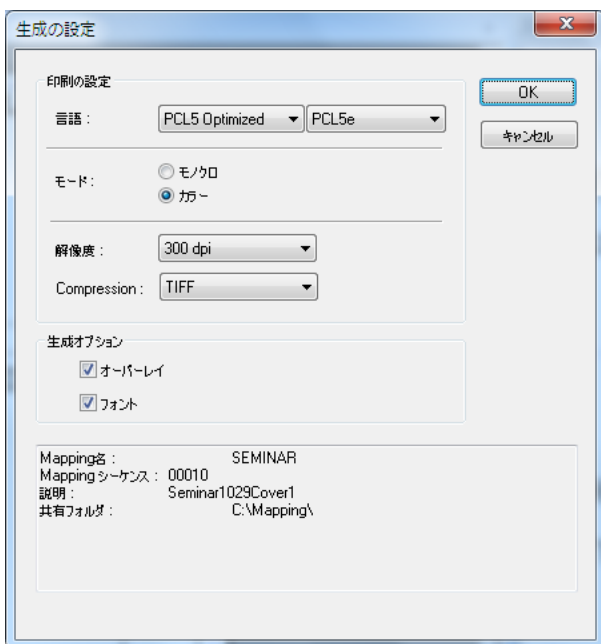 生成の設定
印刷の設定
OK
言語： PCL5 Optimized PCL5e
キャンセル
モード： モノクロ
カラー
解像度： 300 dpi
Compression： TIFF
生成オプション
オーバーレイ
フォント
Mapping名： SEMINAR
Mappingシーケンス： 00010
説明： Seminar1029Cover1
共有フォルダ： C:\Mapping\